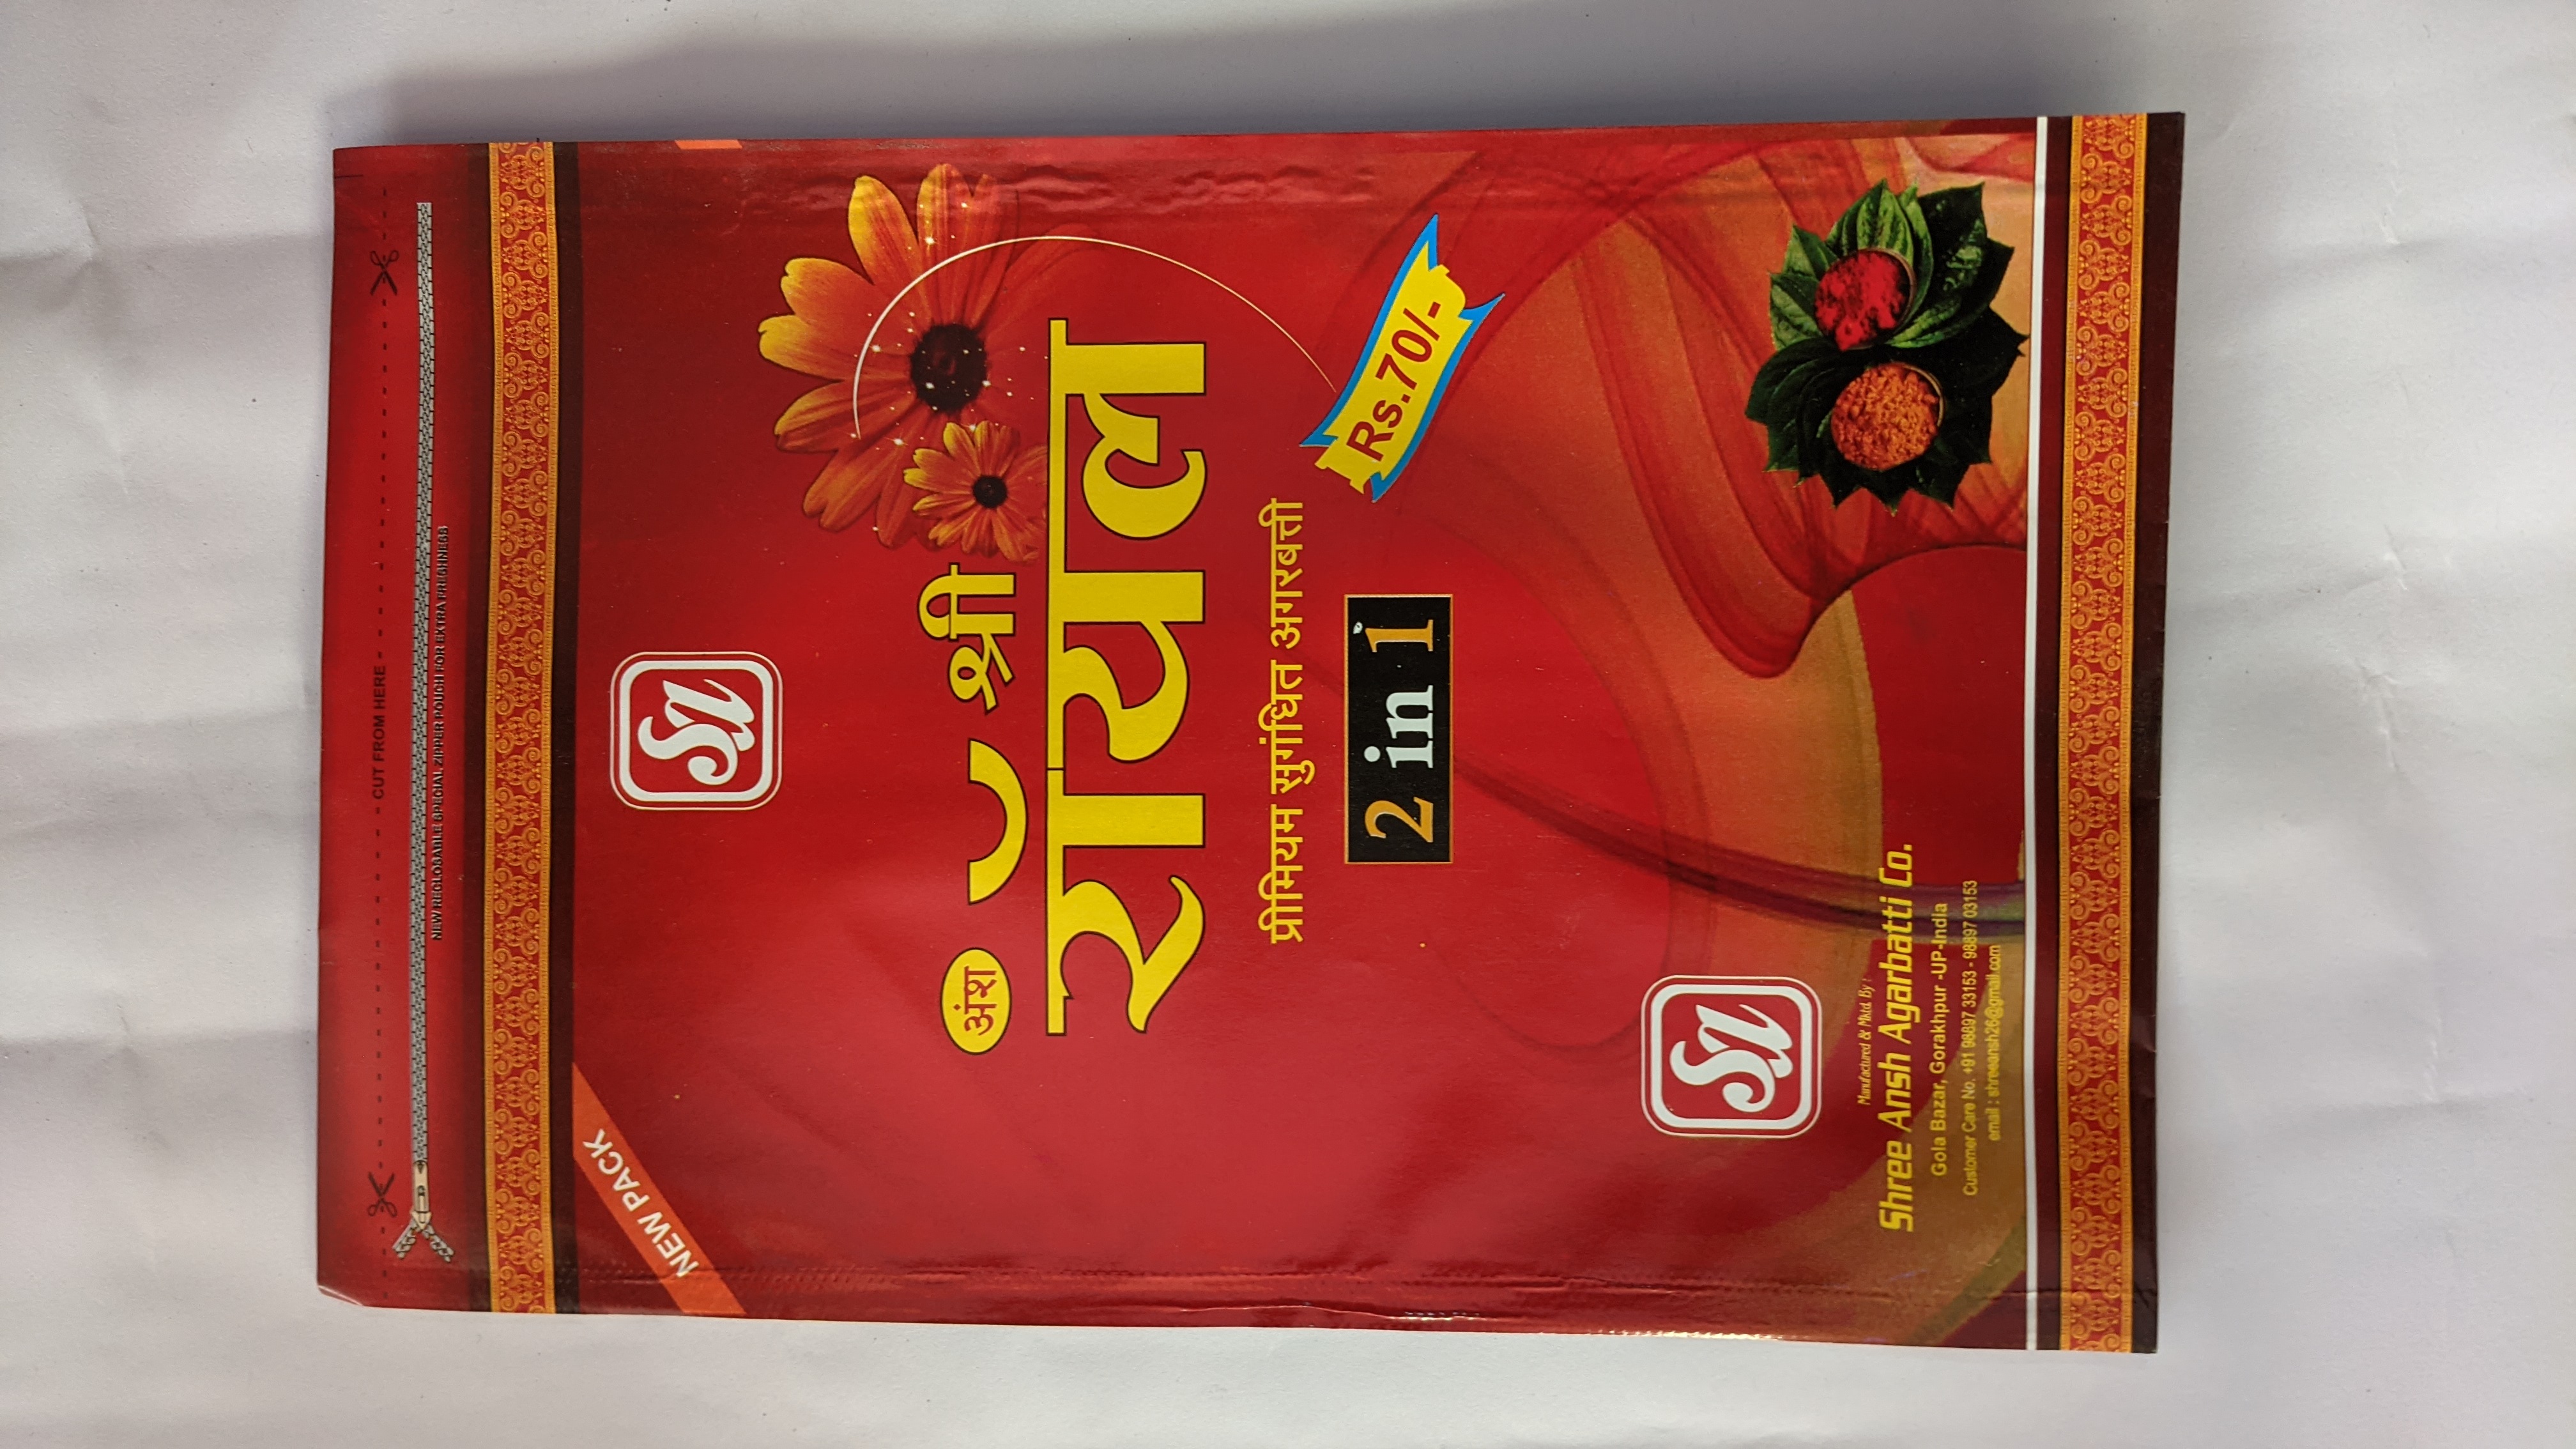 CUT FROM HERE
NEW RECLOSABLE SPECIAL ZIPPER POUCH FOR EXTRA FRESHNESS
NEW PACK
Sa
अंश श्री
रॉयल
प्रीमियम सुगंधित अगरबत्ती
2 in 1
Rs.70/-
Sa
Manufactured & Mktd. By :
Shree Ansh Agarbatti Co.
Gola Bazar, Gorakhpur -UP-India
Customer Care No. +91 98897 33153 - 98897 03153
email : shreeansh26@gmail.com